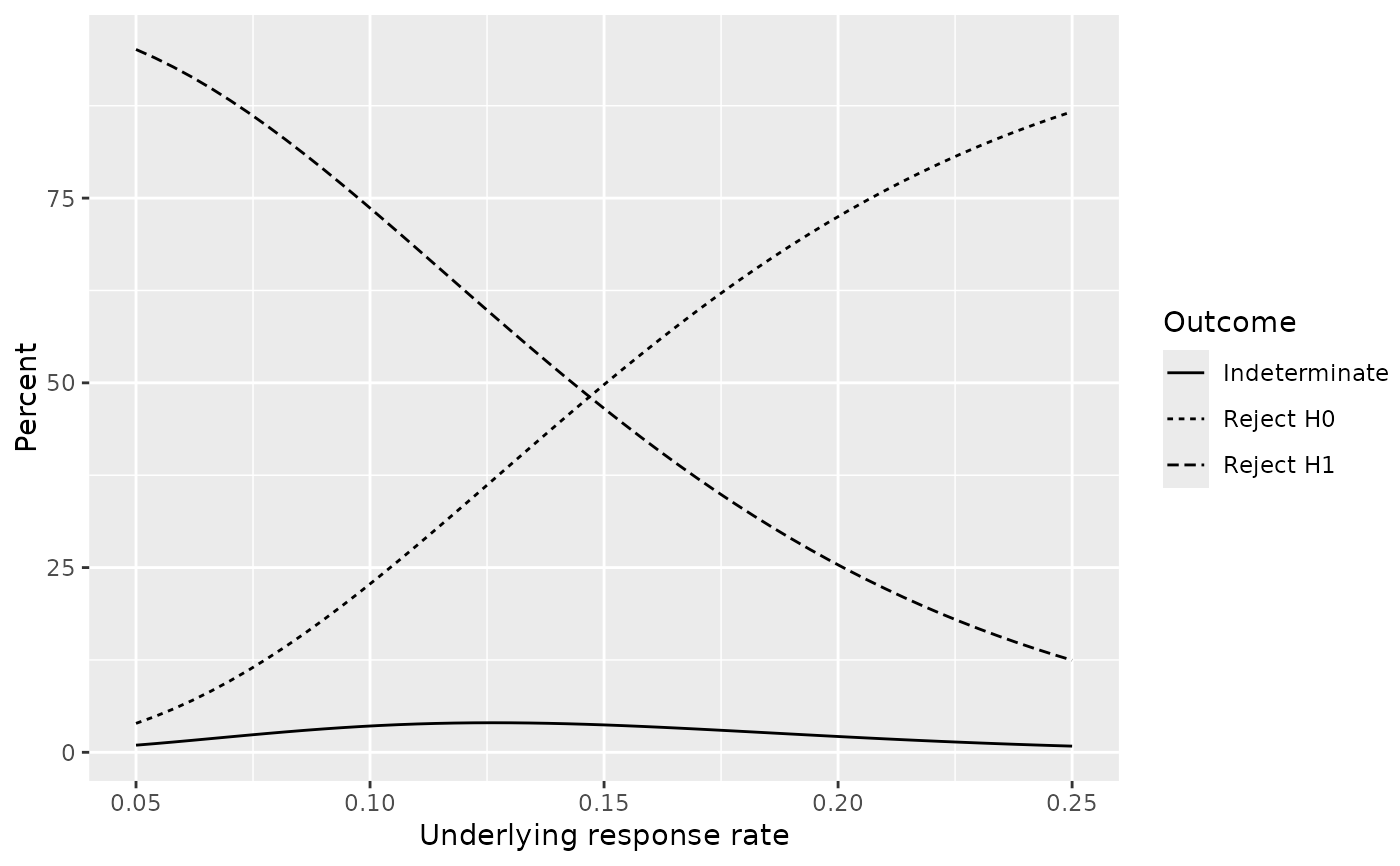 Percent
75
50
25
0
0.05 0.10 0.15 0.20 0.25
Underlying response rate
Outcome
Indeterminate
Reject H0
Reject H1